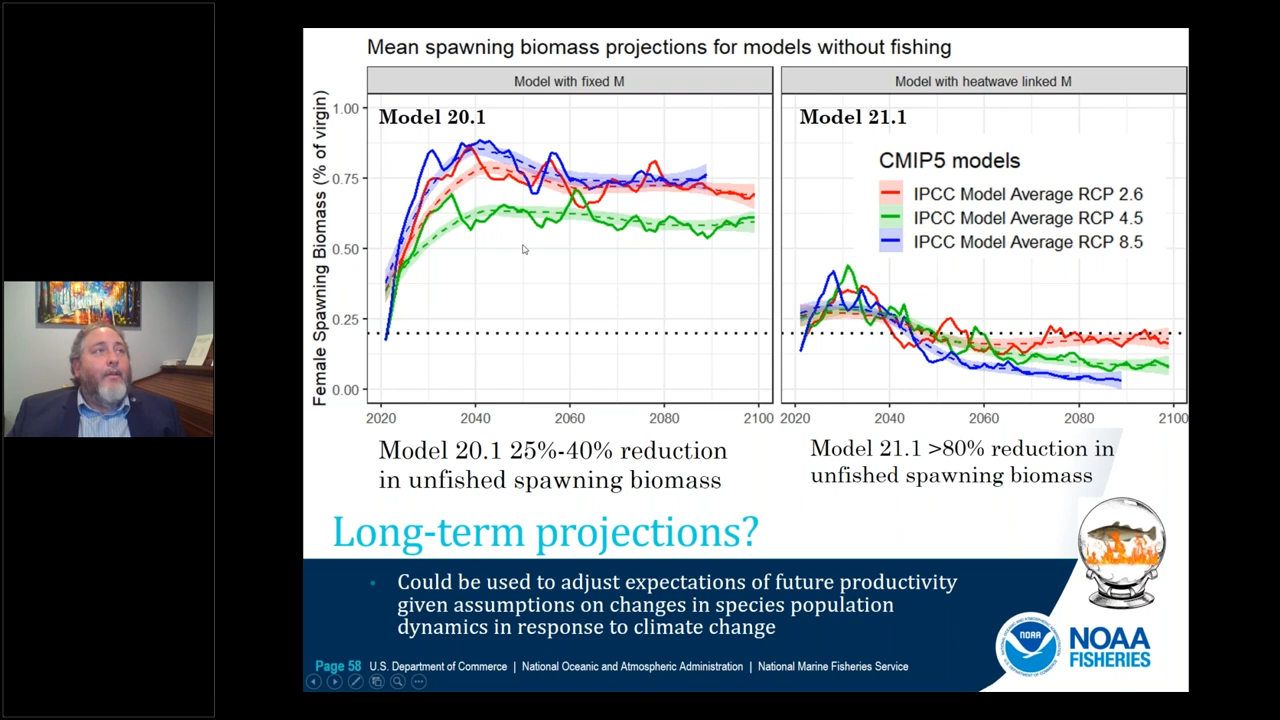 Mean spawning biomass projections for models without fishing
Model with fixed M
Model with heatwave linked M
Female Spawning Biomass (% of virgin)
1.00
0.75
0.50
0.25
0.00
Model 20.1
Model 21.1
CMIP5 models
IPCC Model Average RCP 2.6
IPCC Model Average RCP 4.5
IPCC Model Average RCP 8.5
2020 2040 2060 2080 2100
2020 2040 2060 2080 2100
Model 20.1 25%-40% reduction
in unfished spawning biomass
Model 21.1 >80% reduction in
unfished spawning biomass
Long-term projections?
• Could be used to adjust expectations of future productivity
given assumptions on changes in species population
dynamics in response to climate change
NOAA
NOAA
FISHERIES
Page 58 U.S. Department of Commerce | National Oceanic and Atmospheric Administration | National Marine Fisheries Service